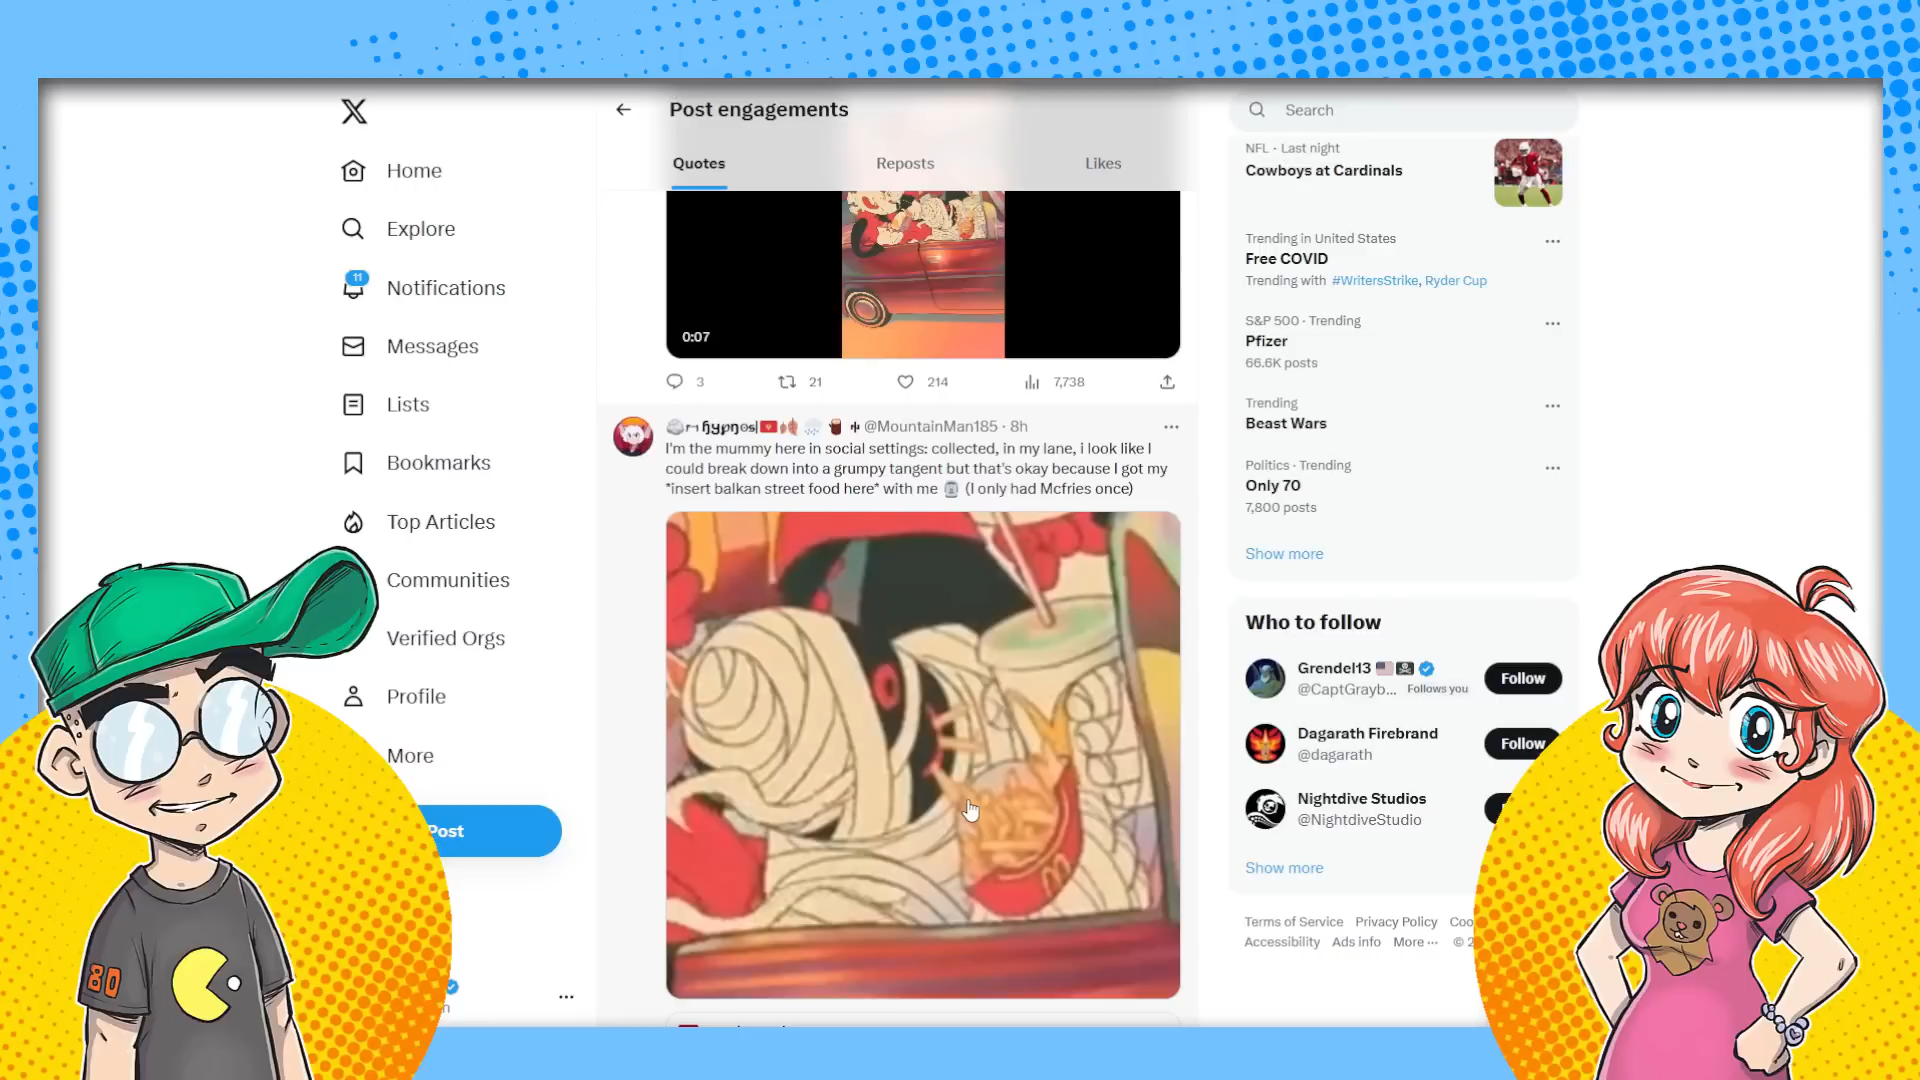 Post engagements
Search
Quotes
Reposts
Likes
Home
Explore
11
Notifications
Messages
Lists
Bookmarks
Top Articles
Communities
Verified Orgs
Profile
More
Post
0:07
3
21
214
7,738
@MountainMan185 · 8h
I'm the mummy here in social settings: collected, in my lane, i look like I
could break down into a grumpy tangent but that's okay because I got my
*insert balkan street food here* with me 🗿 (I only had Mcfries once)
NFL · Last night
Cowboys at Cardinals
Trending in United States
Free COVID
Trending with #WritersStrike, Ryder Cup
S&P 500 · Trending
Pfizer
66.6K posts
Trending
Beast Wars
Politics · Trending
Only 70
7,800 posts
Show more
Who to follow
Grendel13
@CaptGrayb... Follows you
Follow
Dagarath Firebrand
@dagarath
Follow
Nightdive Studios
@NightdiveStudio
Show more
Terms of Service Privacy Policy Coo
Accessibility Ads info More ··· © 2
80